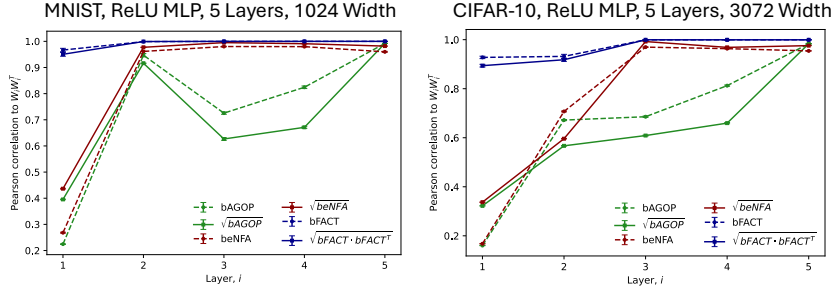 MNIST, ReLU MLP, 5 Layers, 1024 Width
Pearson correlation to WᵢWᵢᵀ
1.0
0.9
0.8
0.7
0.6
0.5
0.4
0.3
0.2
bAGOP
√bAGOP
beNFA
√beNFA
bFACT
√bFACT · bFACTᵀ
1 2 3 4 5
Layer, i
CIFAR-10, ReLU MLP, 5 Layers, 3072 Width
Pearson correlation to WᵢWᵢᵀ
1.0
0.8
0.6
0.4
0.2
bAGOP
√bAGOP
beNFA
√beNFA
bFACT
√bFACT · bFACTᵀ
1 2 3 4 5
Layer, i